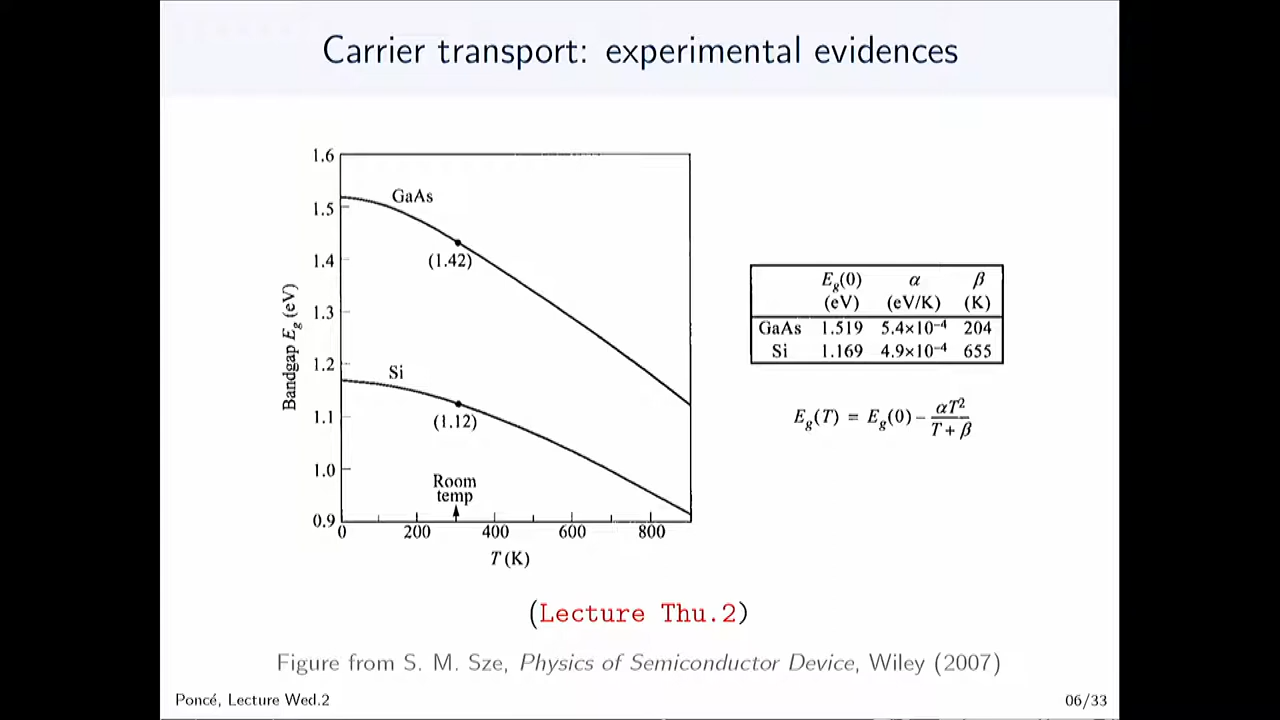 Carrier transport: experimental evidences
1.6
1.5
1.4
1.3
1.2
1.1
1.0
0.9
Bandgap E_g (eV)
GaAs
(1.42)
Si
(1.12)
Room
temp
0 200 400 600 800
T (K)
E_g(0) α β
(eV) (eV/K) (K)
GaAs 1.519 5.4×10⁻⁴ 204
Si 1.169 4.9×10⁻⁴ 655
E_g(T) = E_g(0) − αT² / T + β
(Lecture Thu.2)
Figure from S. M. Sze, Physics of Semiconductor Device, Wiley (2007)
Poncé, Lecture Wed.2
06/33